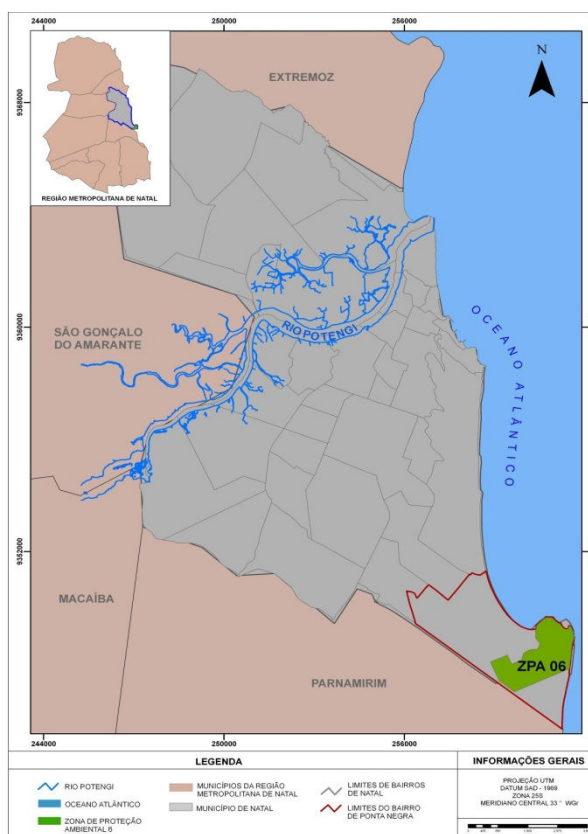 244000 250000 256000
N
EXTREMOZ
9368000
REGIÃO METROPOLITANA DE NATAL
RIO POTENGI
9360000
SÃO GONÇALO
DO AMARANTE
OCEANO ATLÂNTICO
9352000
MACAÍBA
ZPA 06
PARNAMIRIM
244000 250000 256000
LEGENDA
RIO POTENGI
OCEANO ATLÂNTICO
ZONA DE PROTEÇÃO
AMBIENTAL 6
MUNICÍPIOS DA REGIÃO
METROPOLITANA DE NATAL
MUNICÍPIO DE NATAL
LIMITES DE BAIRROS
DE NATAL
LIMITES DO BAIRRO
DE PONTA NEGRA
INFORMAÇÕES GERAIS
PROJEÇÃO UTM
DATUM SAD - 1969
ZONA 25S
MERIDIANO CENTRAL 33 ° WGr